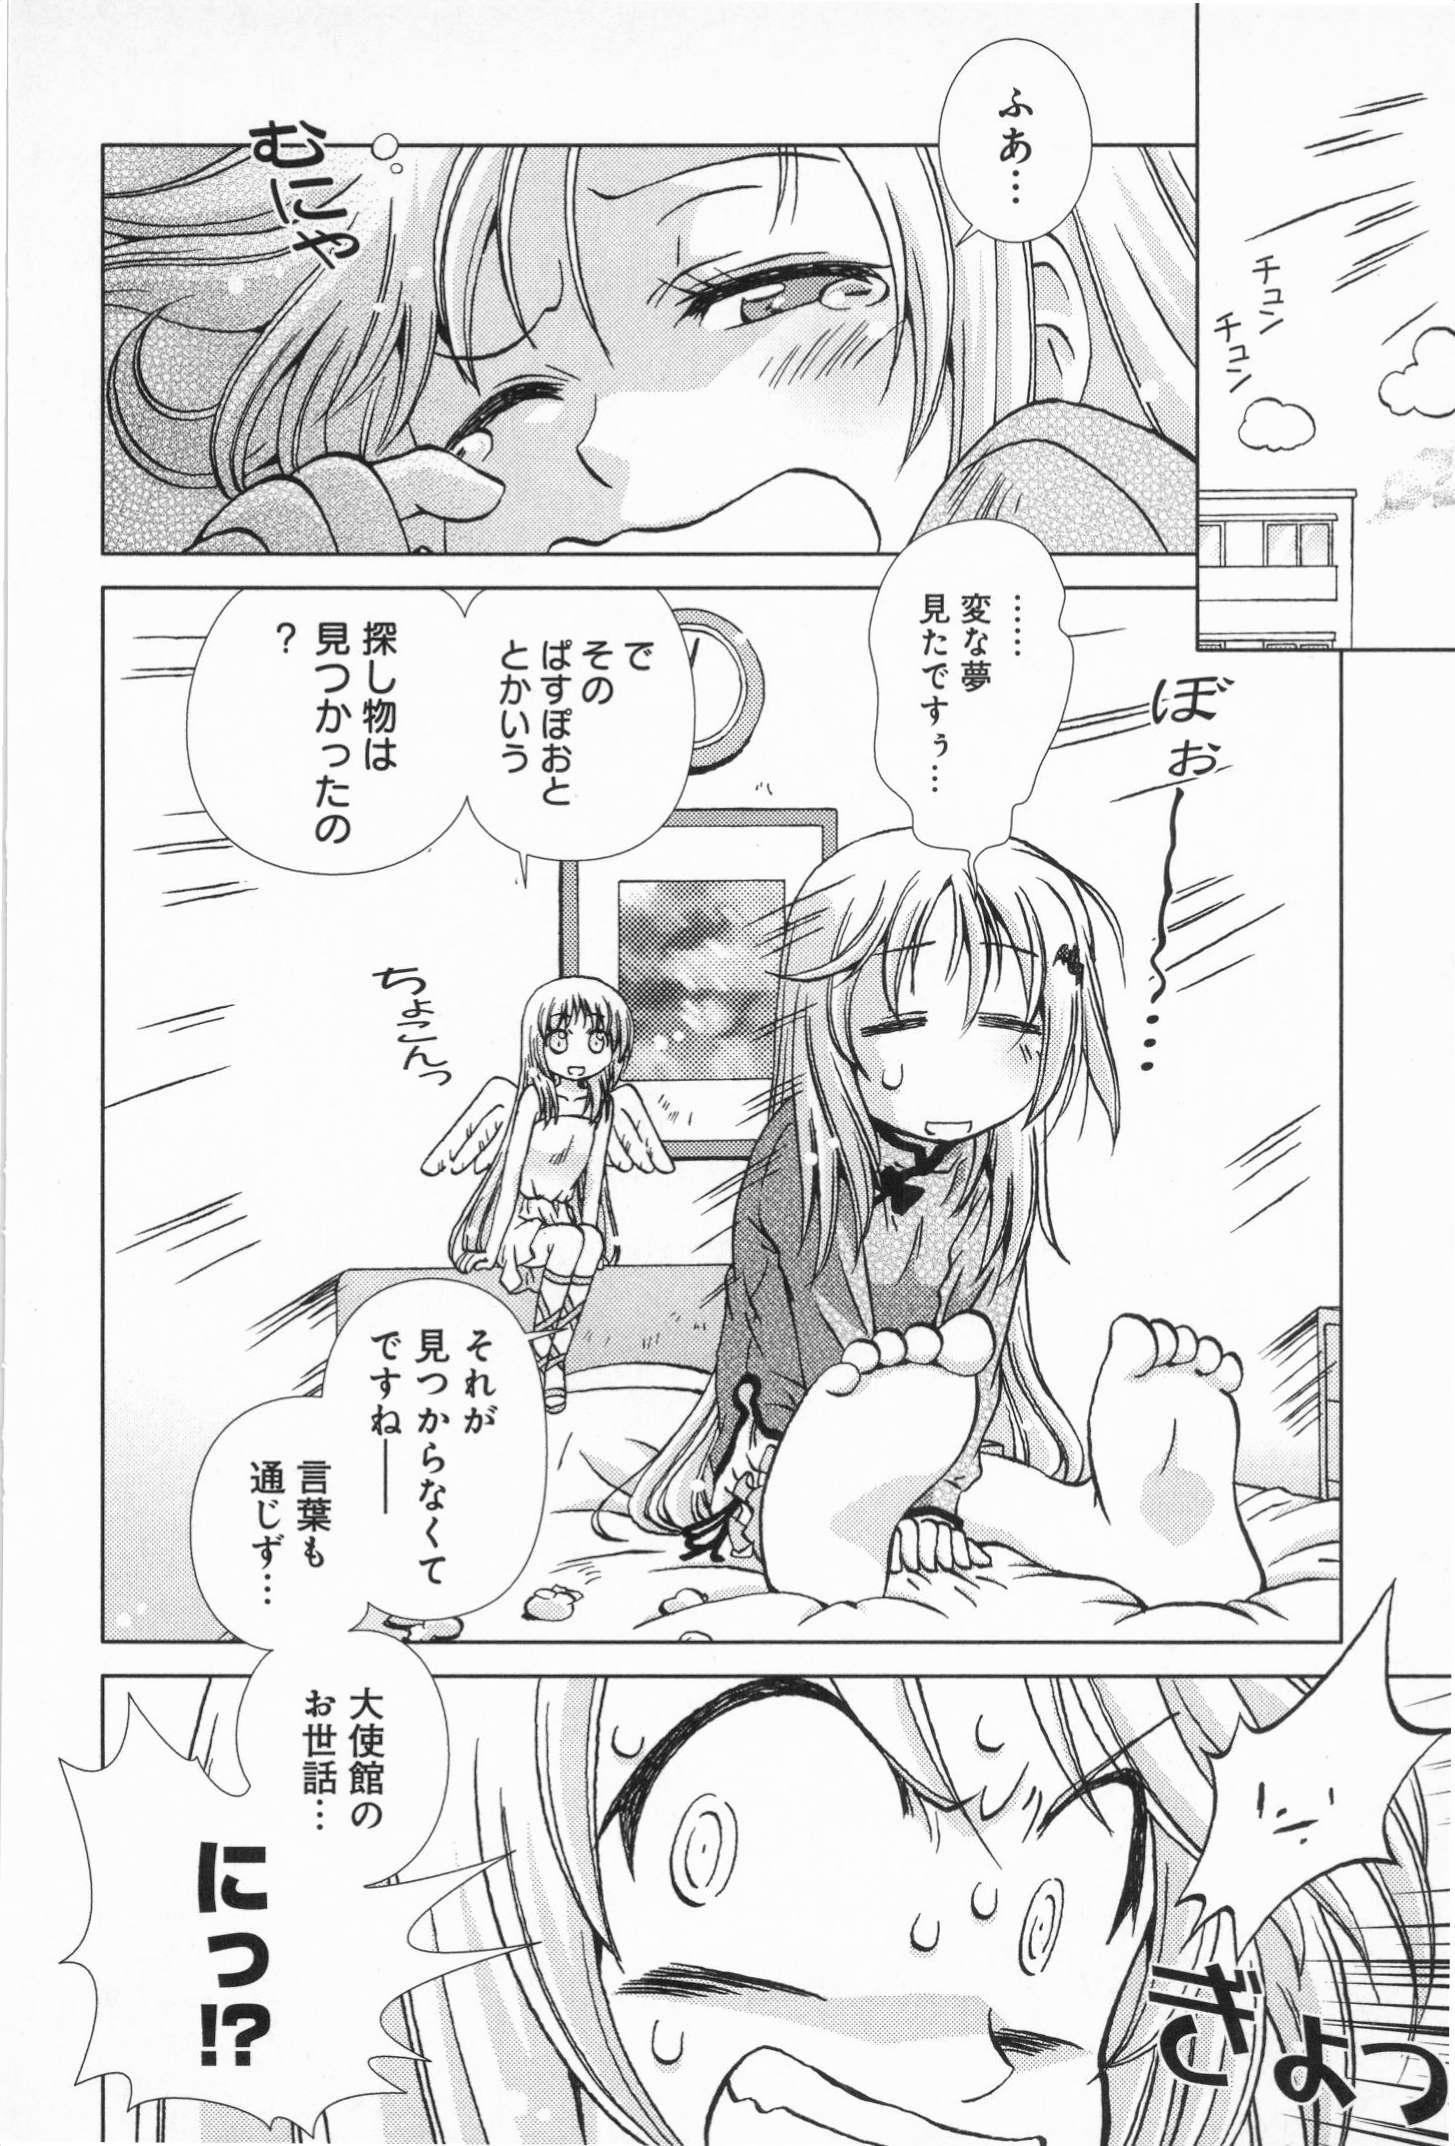 チュン
チュン
ふあ…
むにゃ
……
変な夢
見たですぅ…
ぼぉ〜…
で
その
ぱすぽおと
とかいう
探し物は
見つかったの
？
ちょこんっ
それが
見つからなくて
ですね――
言葉も
通じず…
大使館の
お世話…
にっ!?
ぎょっ